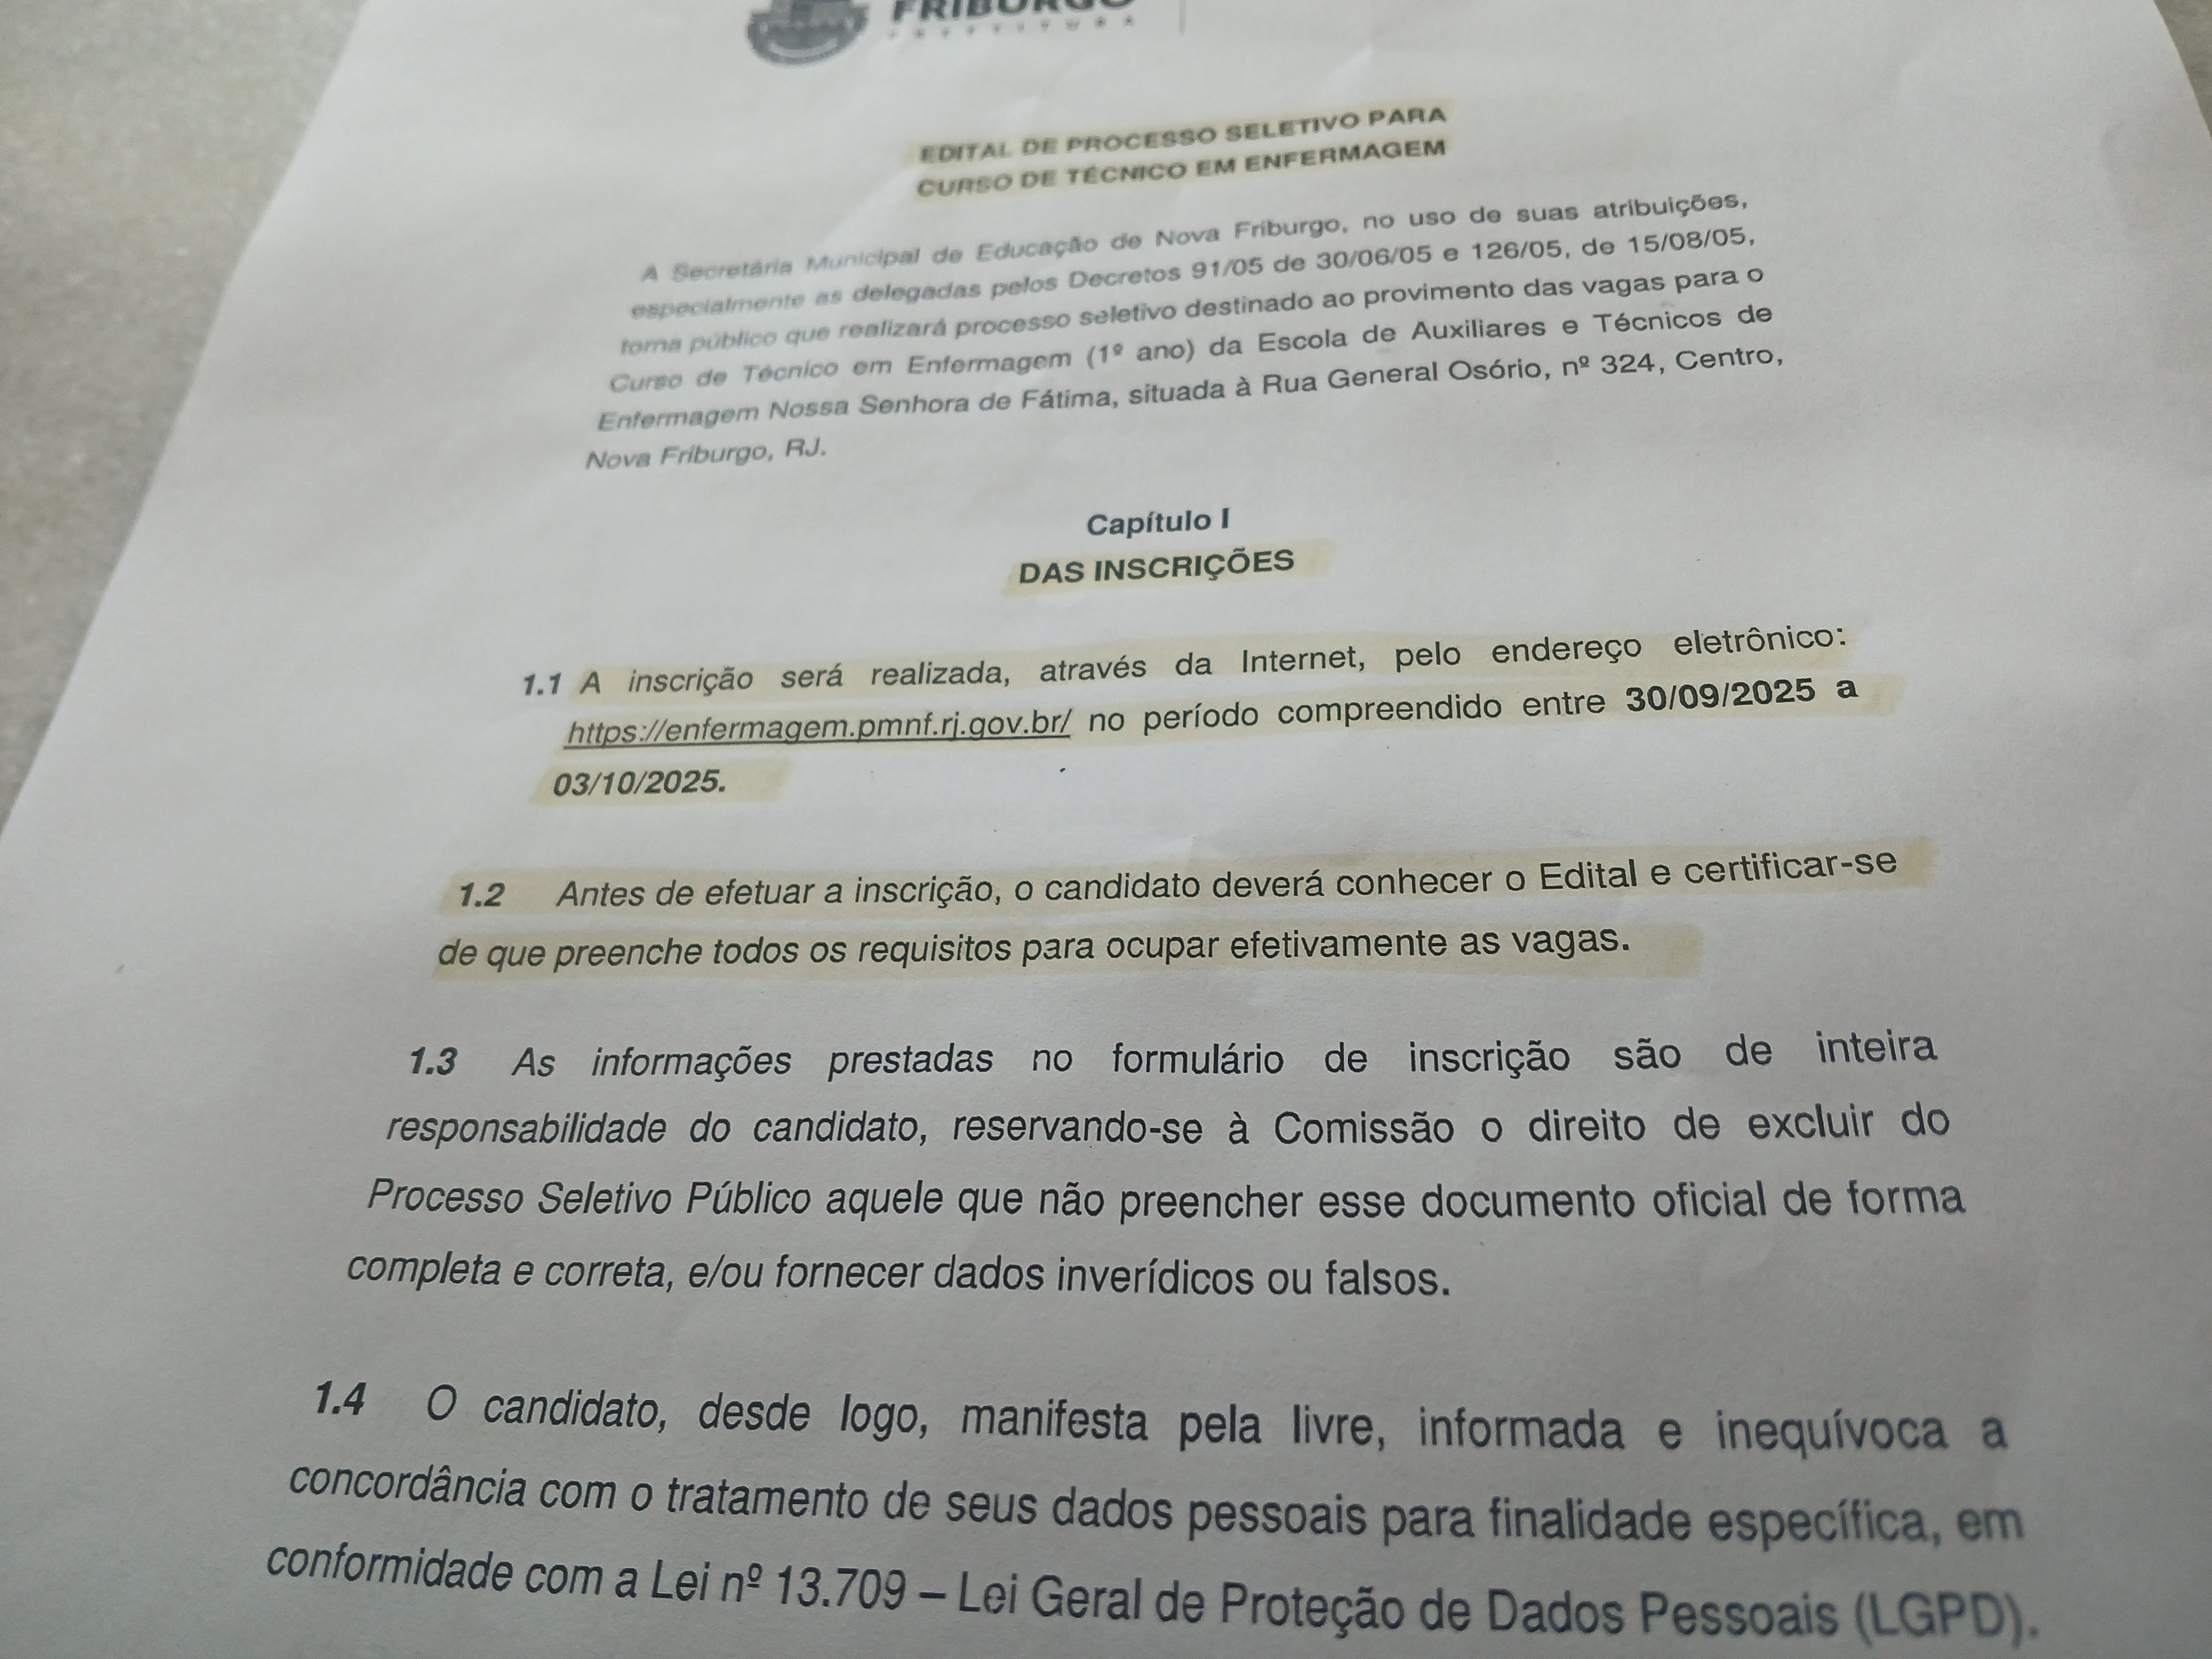 FRIBURGO
PREFEITURA
EDITAL DE PROCESSO SELETIVO PARA
CURSO DE TÉCNICO EM ENFERMAGEM
A Secretária Municipal de Educação de Nova Friburgo, no uso de suas atribuições,
especialmente as delegadas pelos Decretos 91/05 de 30/06/05 e 126/05, de 15/08/05,
torna público que realizará processo seletivo destinado ao provimento das vagas para o
Curso de Técnico em Enfermagem (1º ano) da Escola de Auxiliares e Técnicos de
Enfermagem Nossa Senhora de Fátima, situada à Rua General Osório, nº 324, Centro,
Nova Friburgo, RJ.
Capítulo I
DAS INSCRIÇÕES
1.1 A inscrição será realizada, através da Internet, pelo endereço eletrônico:
https://enfermagem.pmnf.rj.gov.br/ no período compreendido entre 30/09/2025 a
03/10/2025.
1.2 Antes de efetuar a inscrição, o candidato deverá conhecer o Edital e certificar-se
de que preenche todos os requisitos para ocupar efetivamente as vagas.
1.3 As informações prestadas no formulário de inscrição são de inteira
responsabilidade do candidato, reservando-se à Comissão o direito de excluir do
Processo Seletivo Público aquele que não preencher esse documento oficial de forma
completa e correta, e/ou fornecer dados inverídicos ou falsos.
1.4 O candidato, desde logo, manifesta pela livre, informada e inequívoca a
concordância com o tratamento de seus dados pessoais para finalidade específica, em
conformidade com a Lei nº 13.709 – Lei Geral de Proteção de Dados Pessoais (LGPD).